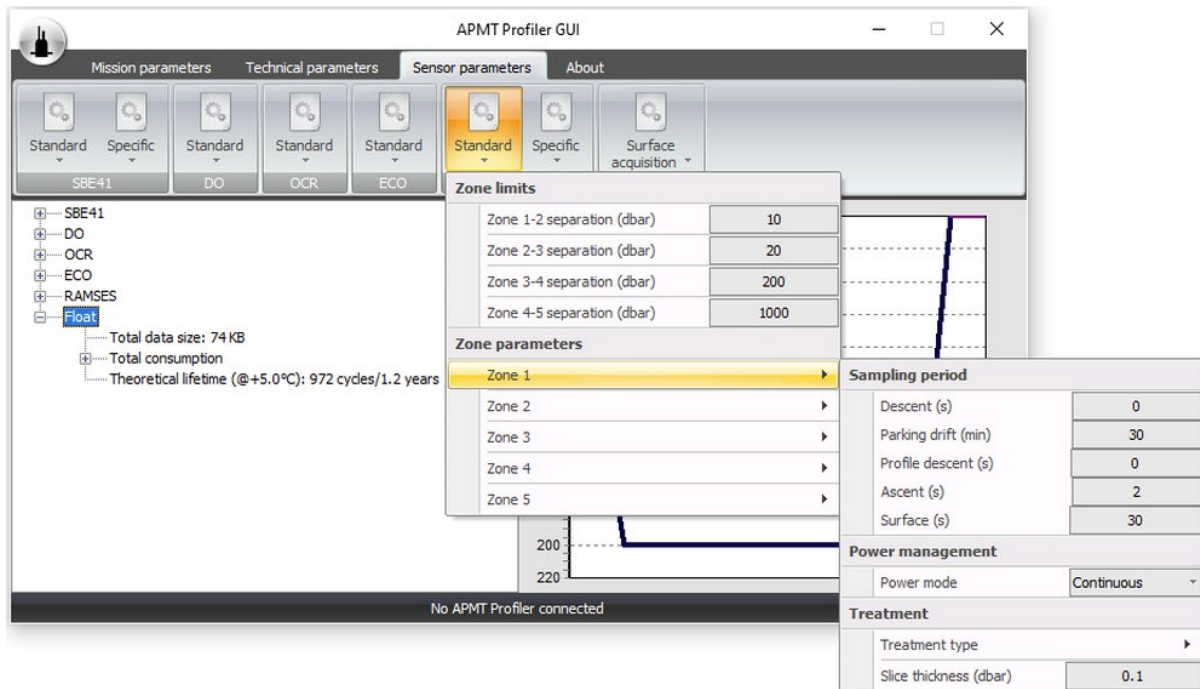 APMT Profiler GUI
Mission parameters Technical parameters Sensor parameters About
Standard Specific Standard Standard Standard Standard Specific Surface acquisition
SBE41 DO OCR ECO
SBE41
DO
OCR
ECO
RAMSES
Float
Total data size: 74 KB
Total consumption
Theoretical lifetime (@+5.0°C): 972 cycles/1.2 years
Zone limits
Zone 1-2 separation (dbar) 10
Zone 2-3 separation (dbar) 20
Zone 3-4 separation (dbar) 200
Zone 4-5 separation (dbar) 1000
Zone parameters
Zone 1
Zone 2
Zone 3
Zone 4
Zone 5
200
220
Sampling period
Descent (s) 0
Parking drift (min) 30
Profile descent (s) 0
Ascent (s) 2
Surface (s) 30
Power management
Power mode Continuous
Treatment
Treatment type
Slice thickness (dbar) 0.1
No APMT Profiler connected